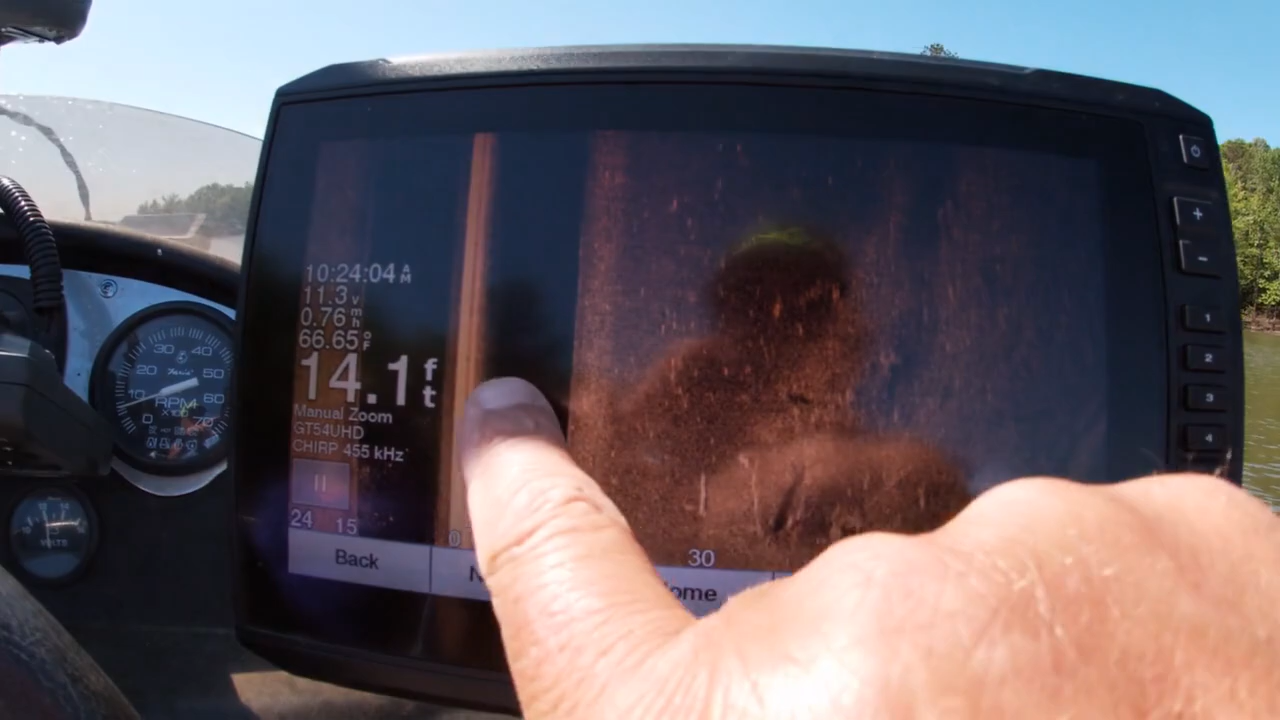 10:24:04 AM
11.3 v
0.76 mh
66.65 °F
14.1 ft
Manual Zoom
GT54UHD
CHIRP 455 kHz
24 15 0 30
Back N ome
+
-
1
2
3
4
30 40
20 50
10 RPM 60
0 70
VOLTS